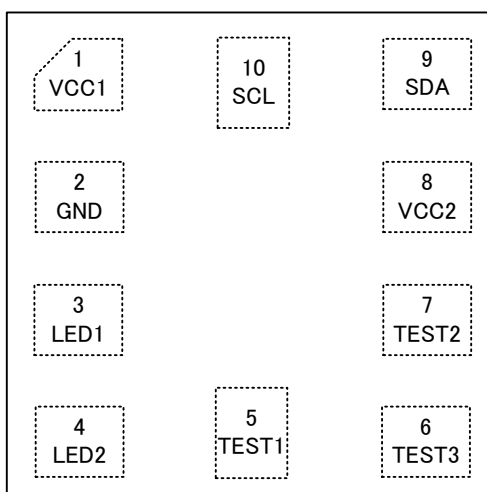 1
VCC1
10
SCL
9
SDA
2
GND
8
VCC2
3
LED1
7
TEST2
4
LED2
5
TEST1
6
TEST3